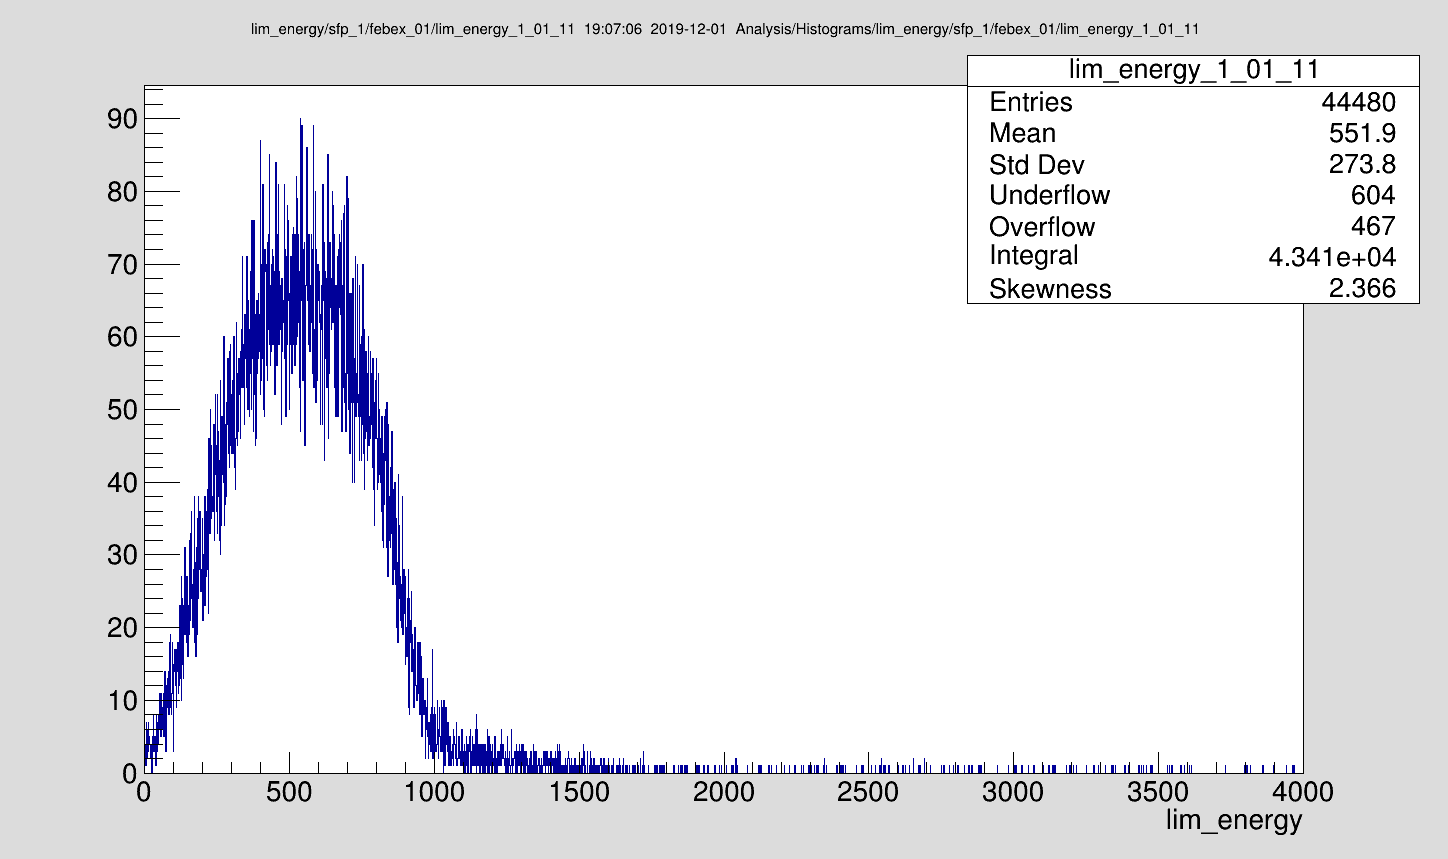 lim_energy/sfp_1/febex_01/lim_energy_1_01_11 19:07:06 2019-12-01 Analysis/Histograms/lim_energy/sfp_1/febex_01/lim_energy_1_01_11
lim_energy_1_01_11
Entries 44480
Mean 551.9
Std Dev 273.8
Underflow 604
Overflow 467
Integral 4.341e+04
Skewness 2.366
90
80
70
60
50
40
30
20
10
0
0 500 1000 1500 2000 2500 3000 3500 4000
lim_energy